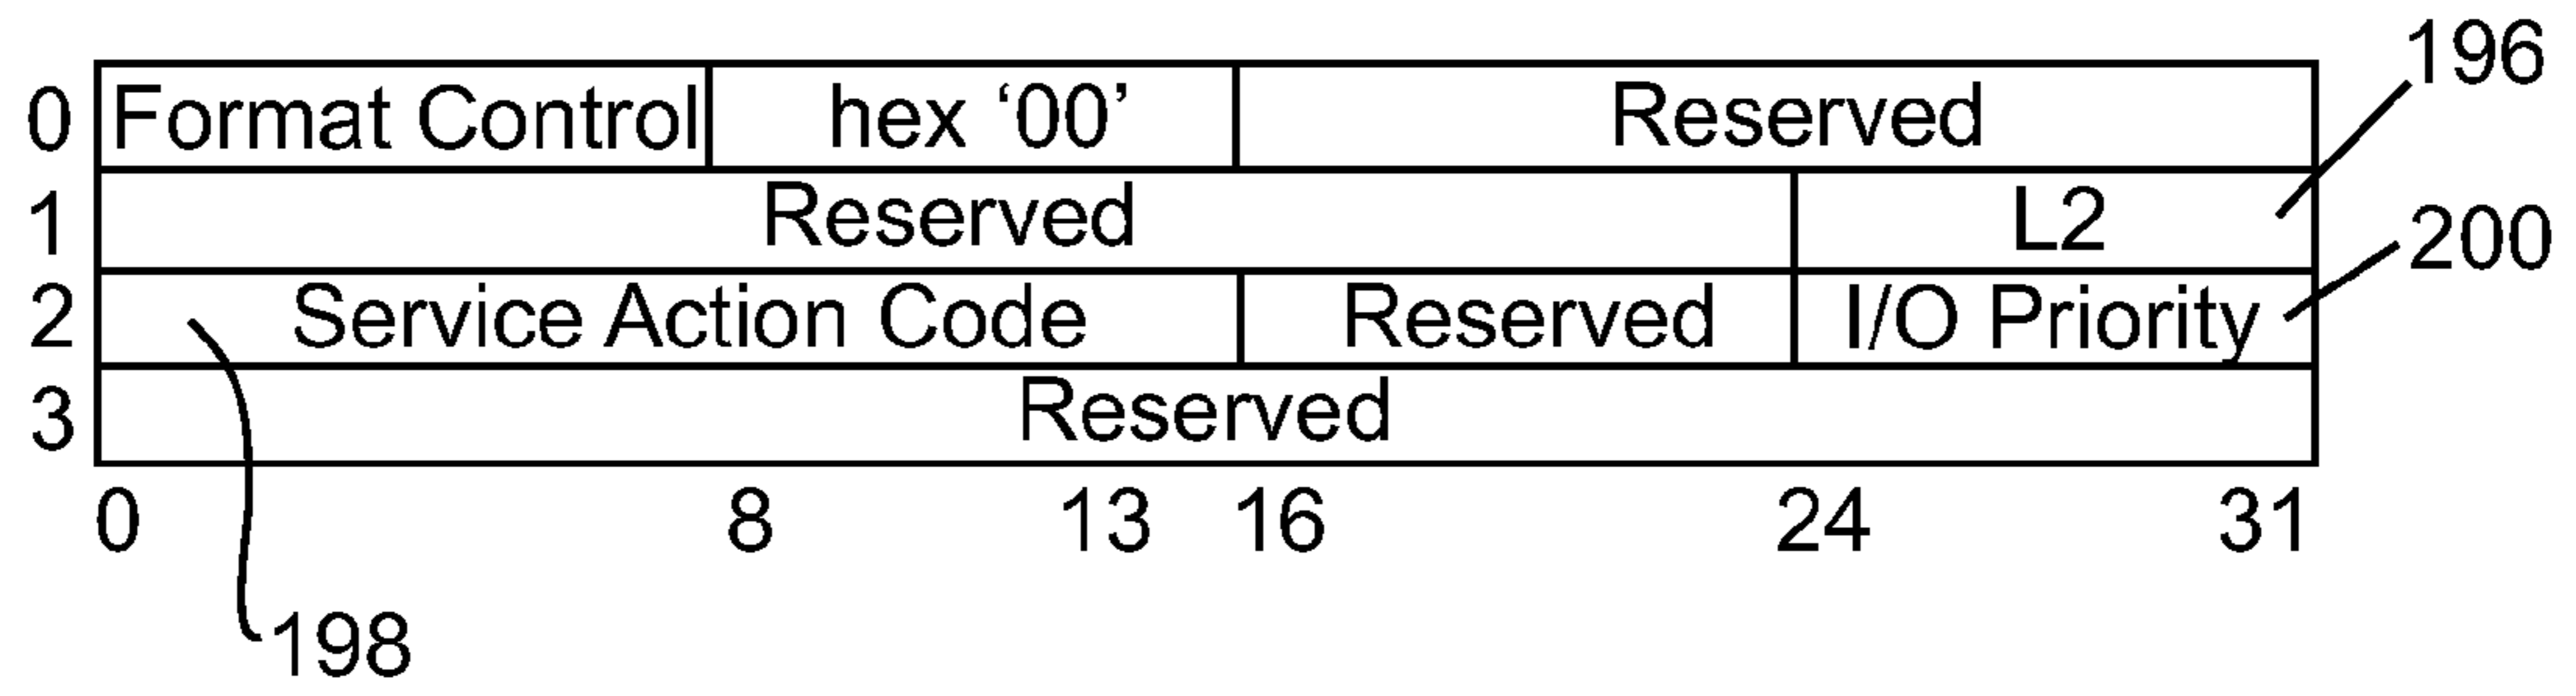 196
0 Format Control hex ‘00’ Reserved
1 Reserved L2
200
2 Service Action Code Reserved I/O Priority
3 Reserved
0 8 13 16 24 31
198